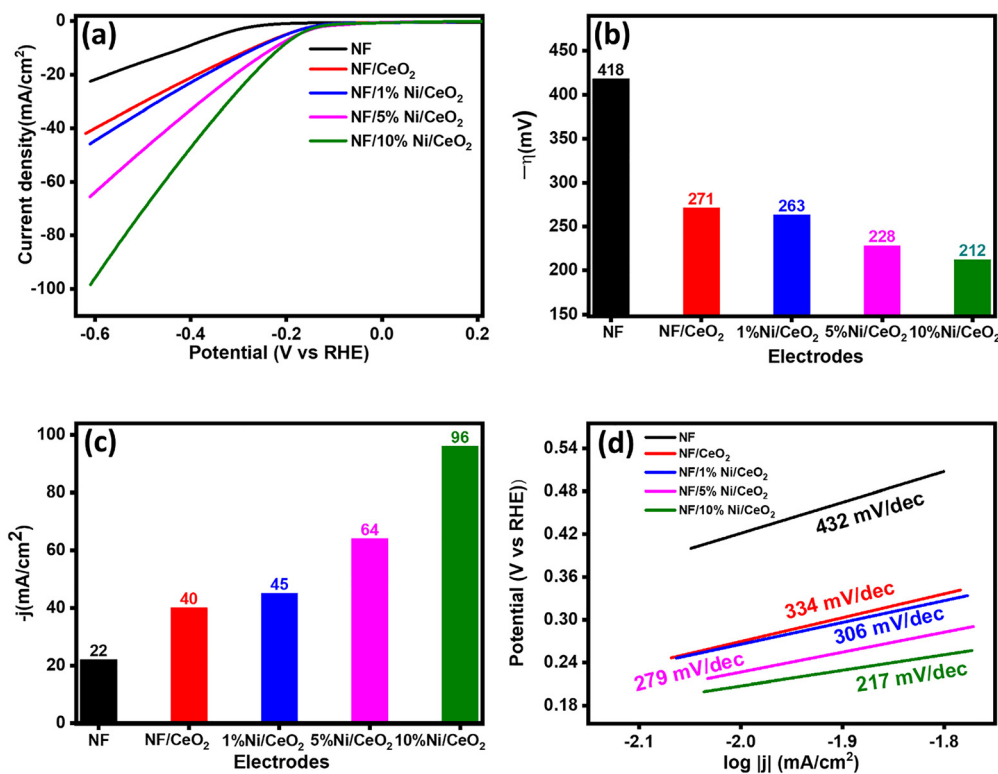 (a)
NF
NF/CeO₂
NF/1% Ni/CeO₂
NF/5% Ni/CeO₂
NF/10% Ni/CeO₂
Current density(mA/cm²)
0
-20
-40
-60
-80
-100
-0.6 -0.4 -0.2 0.0 0.2
Potential (V vs RHE)
(b)
—η(mV)
450
400
350
300
250
200
150
418
271
263
228
212
NF NF/CeO₂ 1%Ni/CeO₂ 5%Ni/CeO₂ 10%Ni/CeO₂
Electrodes
(c)
-j(mA/cm²)
100
80
60
40
20
0
22
40
45
64
96
NF NF/CeO₂ 1%Ni/CeO₂ 5%Ni/CeO₂ 10%Ni/CeO₂
Electrodes
(d)
NF
NF/CeO₂
NF/1% Ni/CeO₂
NF/5% Ni/CeO₂
NF/10% Ni/CeO₂
Potential (V vs RHE))
0.54
0.48
0.42
0.36
0.30
0.24
0.18
432 mV/dec
334 mV/dec
306 mV/dec
279 mV/dec
217 mV/dec
-2.1 -2.0 -1.9 -1.8
log |j| (mA/cm²)